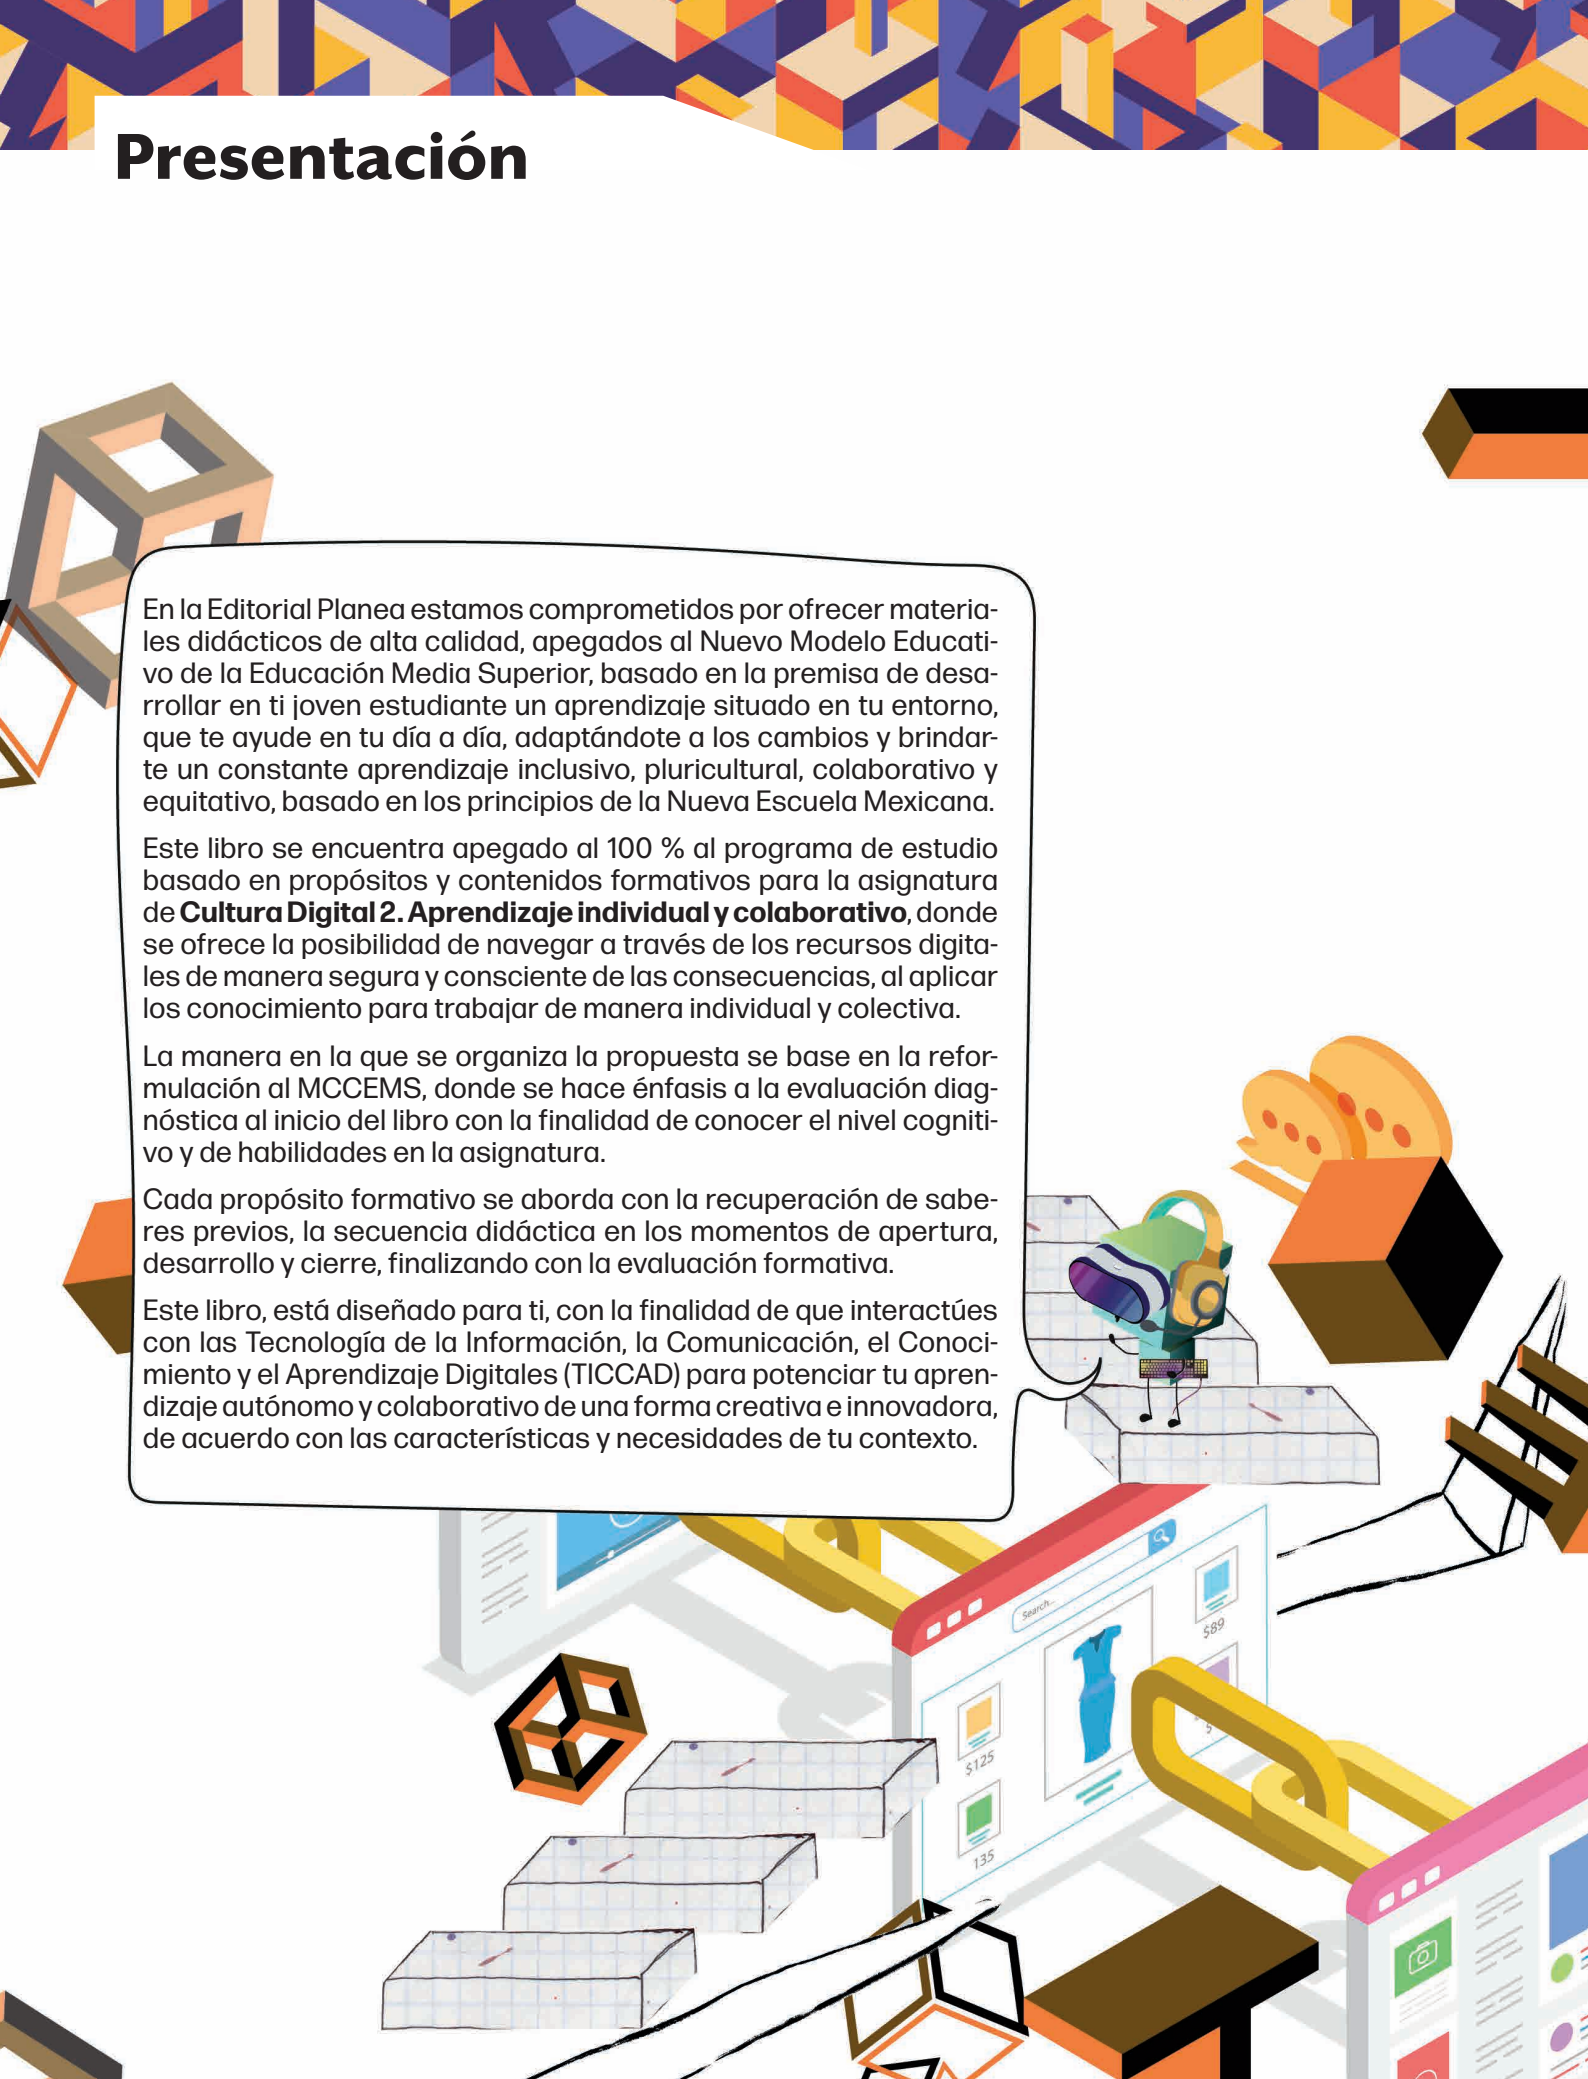 Presentación
En la Editorial Planea estamos comprometidos por ofrecer materia-
les didácticos de alta calidad, apegados al Nuevo Modelo Educati-
vo de la Educación Media Superior, basado en la premisa de desa-
rrollar en ti joven estudiante un aprendizaje situado en tu entorno,
que te ayude en tu día a día, adaptándote a los cambios y brindar-
te un constante aprendizaje inclusivo, pluricultural, colaborativo y
equitativo, basado en los principios de la Nueva Escuela Mexicana.
Este libro se encuentra apegado al 100 % al programa de estudio
basado en propósitos y contenidos formativos para la asignatura
de Cultura Digital 2. Aprendizaje individual y colaborativo, donde
se ofrece la posibilidad de navegar a través de los recursos digita-
les de manera segura y consciente de las consecuencias, al aplicar
los conocimiento para trabajar de manera individual y colectiva.
La manera en la que se organiza la propuesta se base en la refor-
mulación al MCCEMS, donde se hace énfasis a la evaluación diag-
nóstica al inicio del libro con la finalidad de conocer el nivel cogniti-
vo y de habilidades en la asignatura.
Cada propósito formativo se aborda con la recuperación de sabe-
res previos, la secuencia didáctica en los momentos de apertura,
desarrollo y cierre, finalizando con la evaluación formativa.
Este libro, está diseñado para ti, con la finalidad de que interactúes
con las Tecnología de la Información, la Comunicación, el Conoci-
miento y el Aprendizaje Digitales (TICCAD) para potenciar tu apren-
dizaje autónomo y colaborativo de una forma creativa e innovadora,
de acuerdo con las características y necesidades de tu contexto.
Search...
$89
$125
$
135